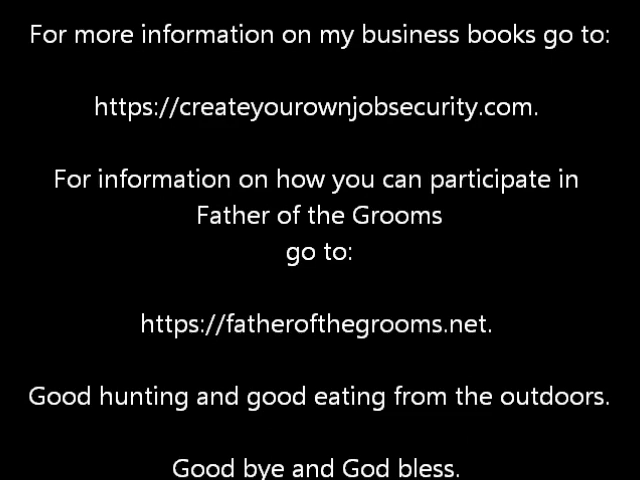 For more information on my business books go to:
https://createyourownjobsecurity.com.
For information on how you can participate in
Father of the Grooms
go to:
https://fatherofthegrooms.net.
Good hunting and good eating from the outdoors.
Good bye and God bless.